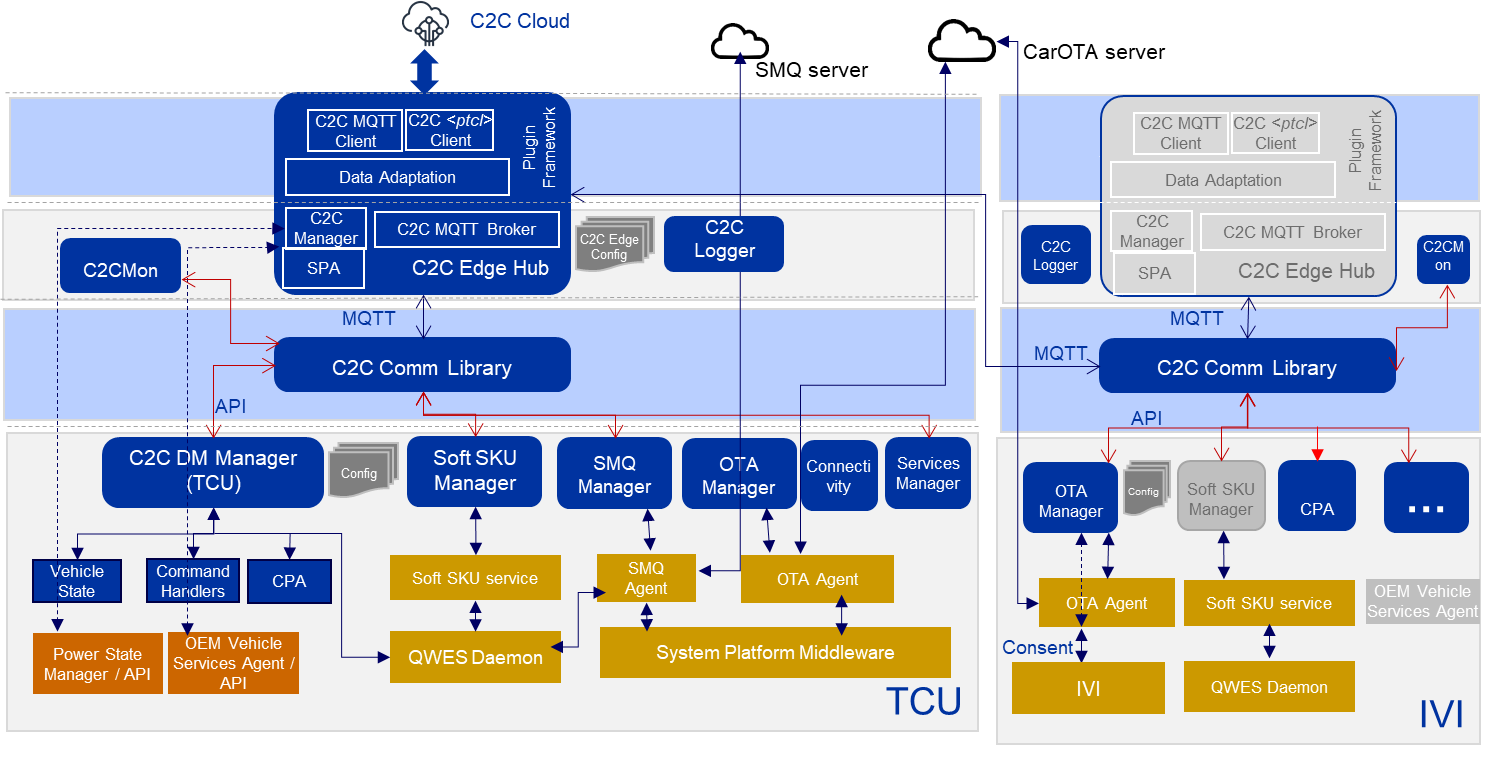 C2C Cloud
SMQ server
CarOTA server
C2C MQTT
Client
C2C <ptcl>
Client
Plugin
Framework
Data Adaptation
C2C
Manager
C2C MQTT Broker
SPA
C2C Edge Hub
C2C Edge
Config
C2C
Logger
C2CMon
MQTT
C2C Comm Library
API
C2C DM Manager
(TCU)
Config
Soft SKU
Manager
SMQ
Manager
OTA
Manager
Connecti
vity
Services
Manager
Vehicle
State
Command
Handlers
CPA
Soft SKU service
SMQ
Agent
OTA Agent
Power State
Manager / API
OEM Vehicle
Services Agent /
API
QWES Daemon
System Platform Middleware
TCU
C2C MQTT
Client
C2C <ptcl>
Client
Plugin
Framework
Data Adaptation
C2C
Manager
C2C MQTT Broker
SPA
C2C Edge Hub
C2C
Logger
C2CM
on
MQTT
MQTT
C2C Comm Library
API
OTA
Manager
Config
Soft SKU
Manager
CPA
...
OTA Agent
Soft SKU service
OEM Vehicle
Services Agent
Consent
IVI
QWES Daemon
IVI